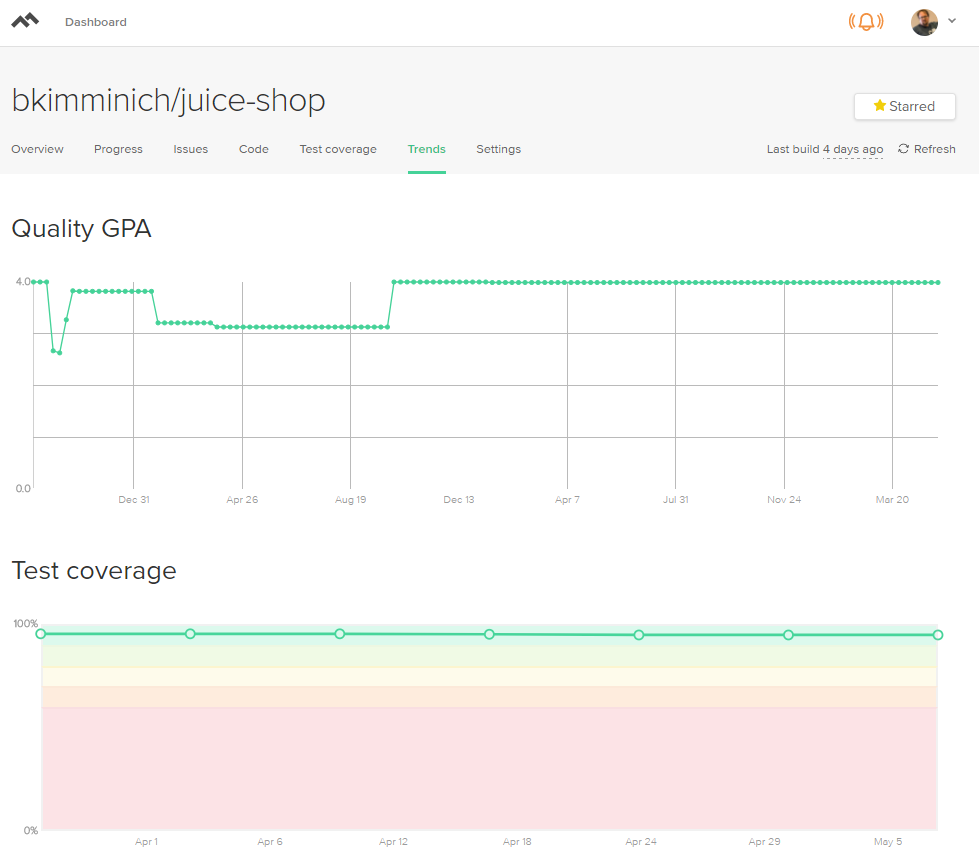 Dashboard
bkimminich/juice-shop
Starred
Overview Progress Issues Code Test coverage Trends Settings Last build 4 days ago Refresh
Quality GPA
4.0
0.0
Dec 31 Apr 26 Aug 19 Dec 13 Apr 7 Jul 31 Nov 24 Mar 20
Test coverage
100%
0%
Apr 1 Apr 6 Apr 12 Apr 18 Apr 24 Apr 29 May 5